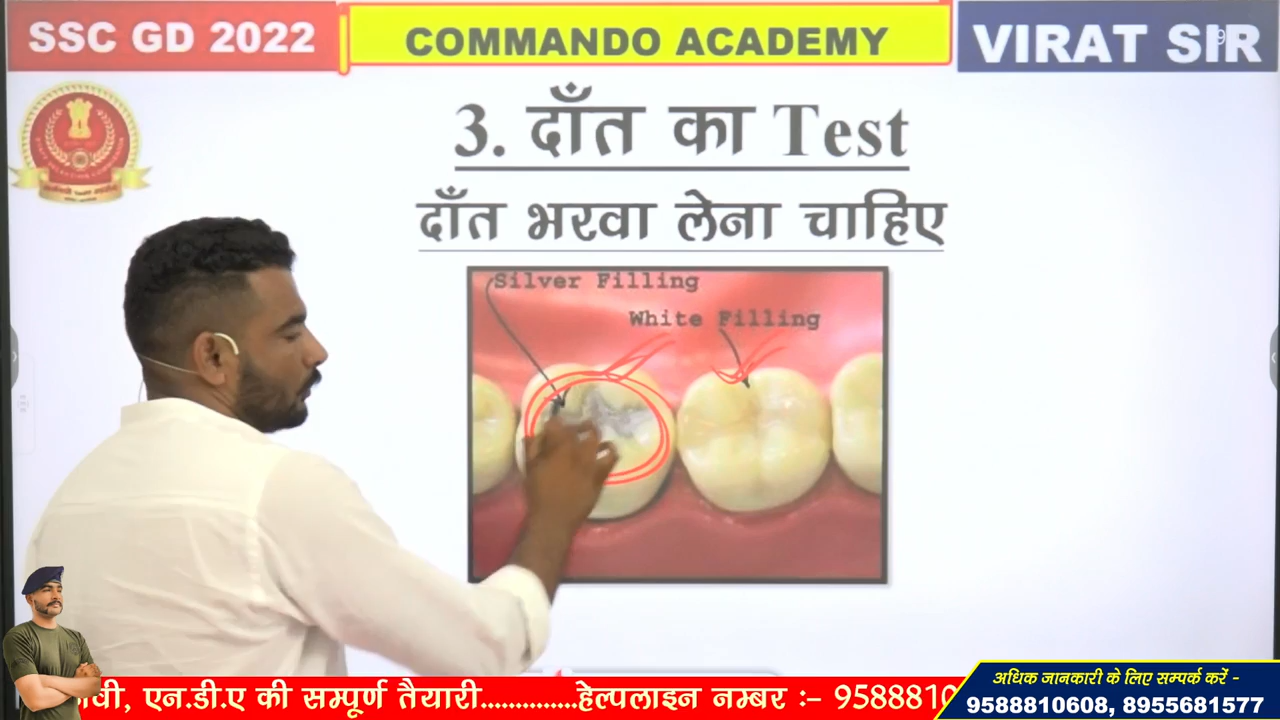 SSC GD 2022
COMMANDO ACADEMY
VIRAT SIR
3. दाँत का Test
दाँत भरवा लेना चाहिए
Silver Filling
White Filling
एन.डी.ए की सम्पूर्ण तैयारी...............हेल्पलाइन नम्बर :- 9588810
अधिक जानकारी के लिए सम्पर्क करें -
9588810608, 8955681577